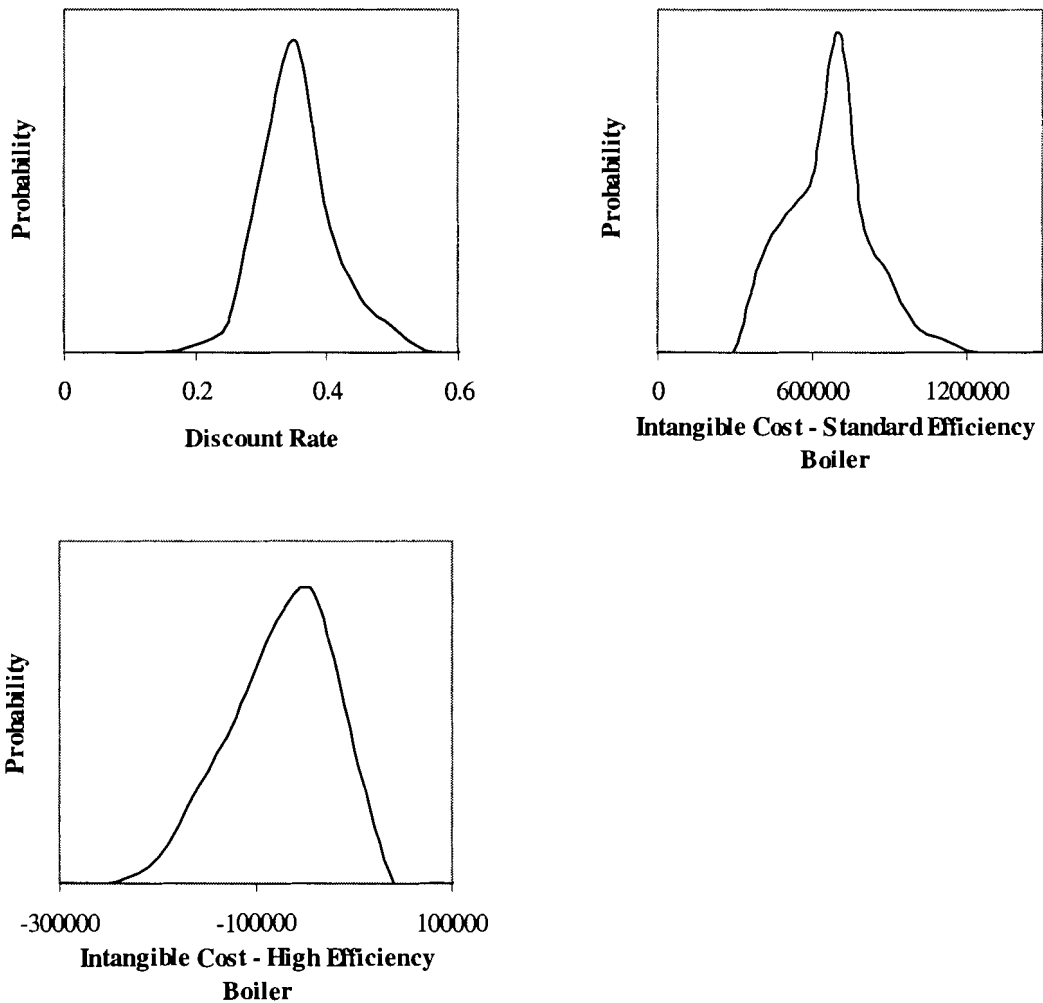 Probability
0 0.2 0.4 0.6
Discount Rate
Probability
0 600000 1200000
Intangible Cost - Standard Efficiency
Boiler
Probability
-300000 -100000 100000
Intangible Cost - High Efficiency
Boiler